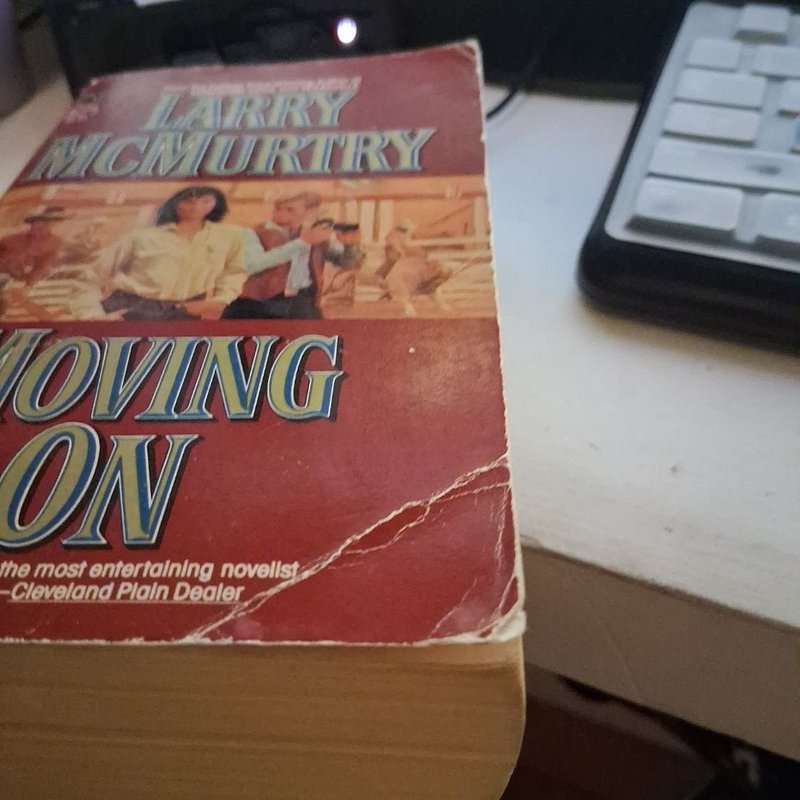 LARRY
MCMURTRY
MOVING
ON
the most entertaining novelist
—Cleveland Plain Dealer